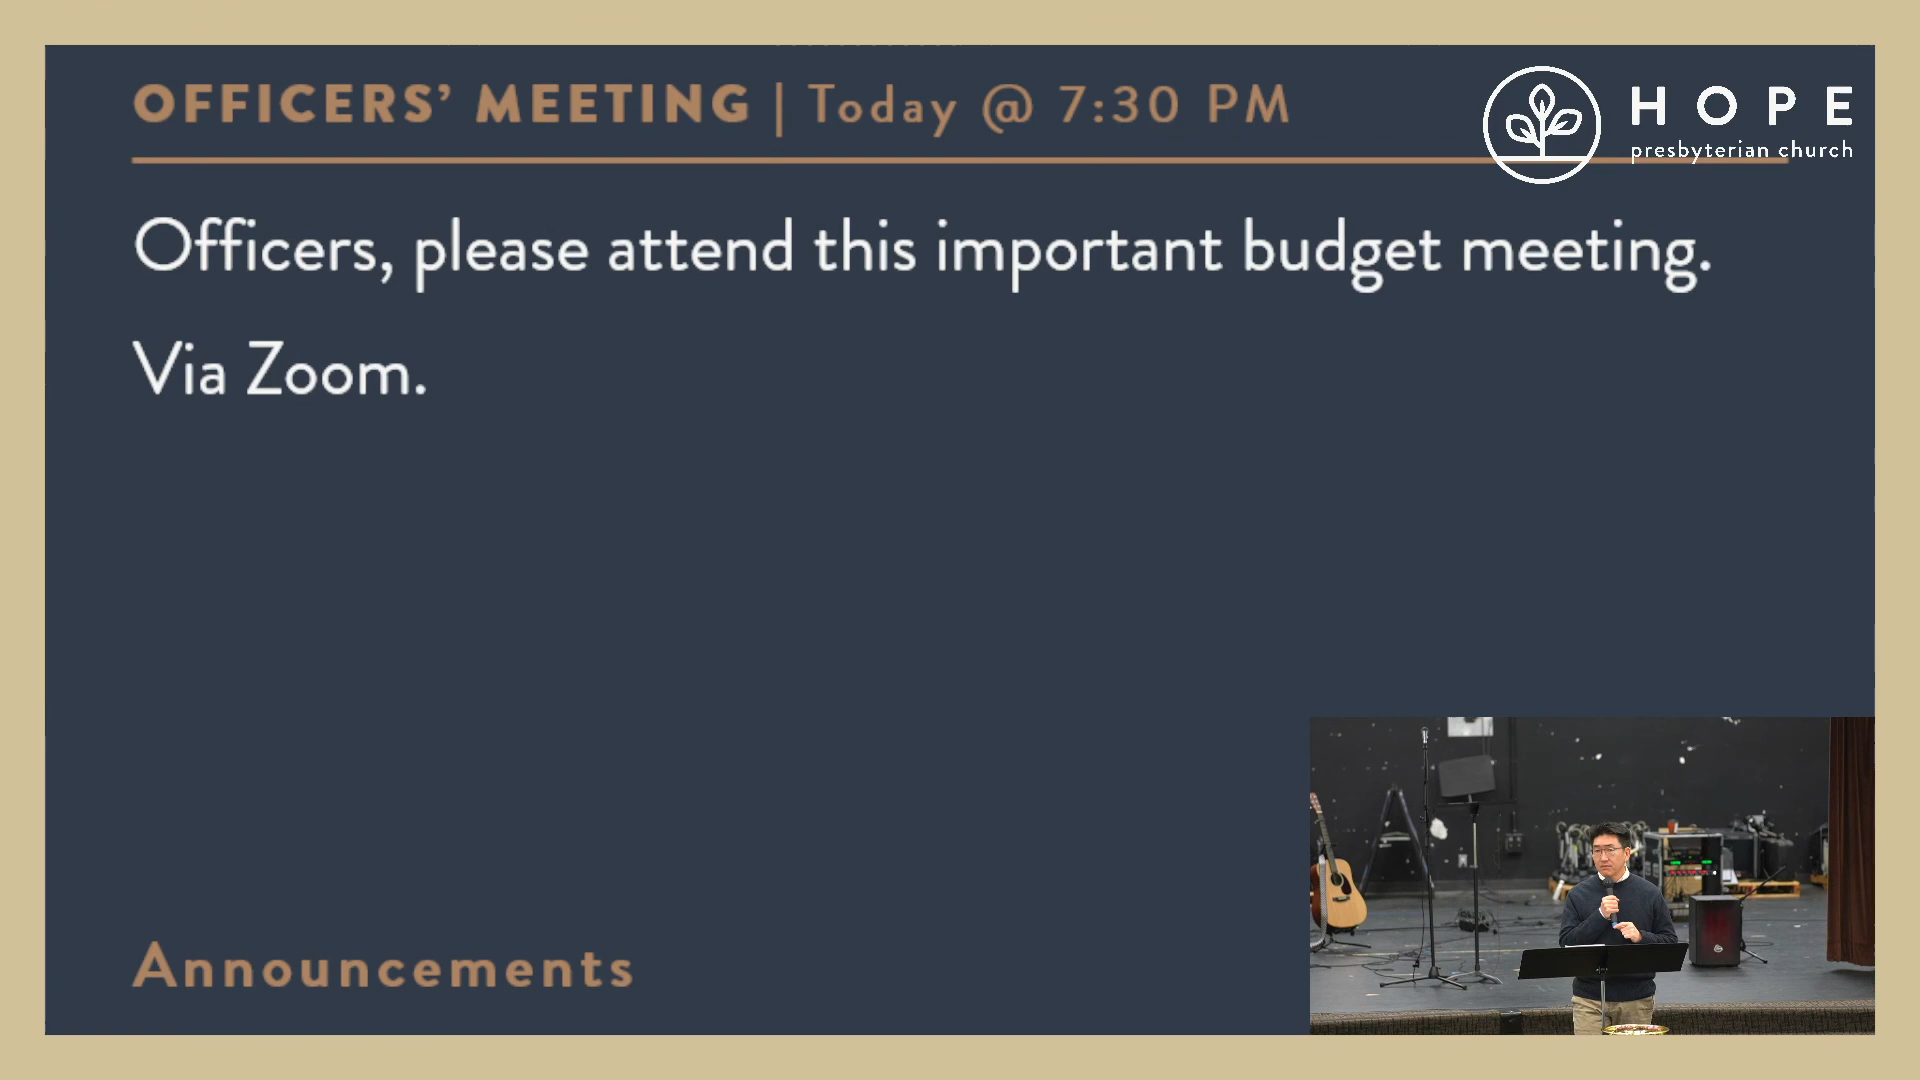 OFFICERS’ MEETING | Today @ 7:30 PM
HOPE
presbyterian church
Officers, please attend this important budget meeting.
Via Zoom.
Announcements